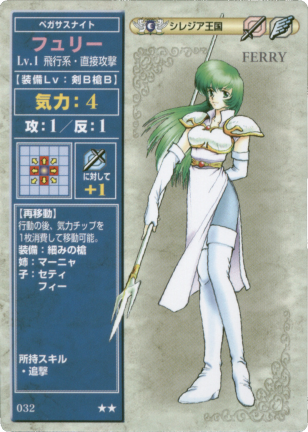 ペガサスナイト
フュリー
Lv.1 飛行系・直接攻撃
【装備Lv:剣B槍B】
気力:4
攻:1/反:1
に対して
+1
【再移動】
行動の後、気力チップを
1枚消費して移動可能。
装備:細みの槍
姉:マーニャ
子:セティ
フィー
所持スキル
・追撃
032 ★★
シレジア王国
FERRY